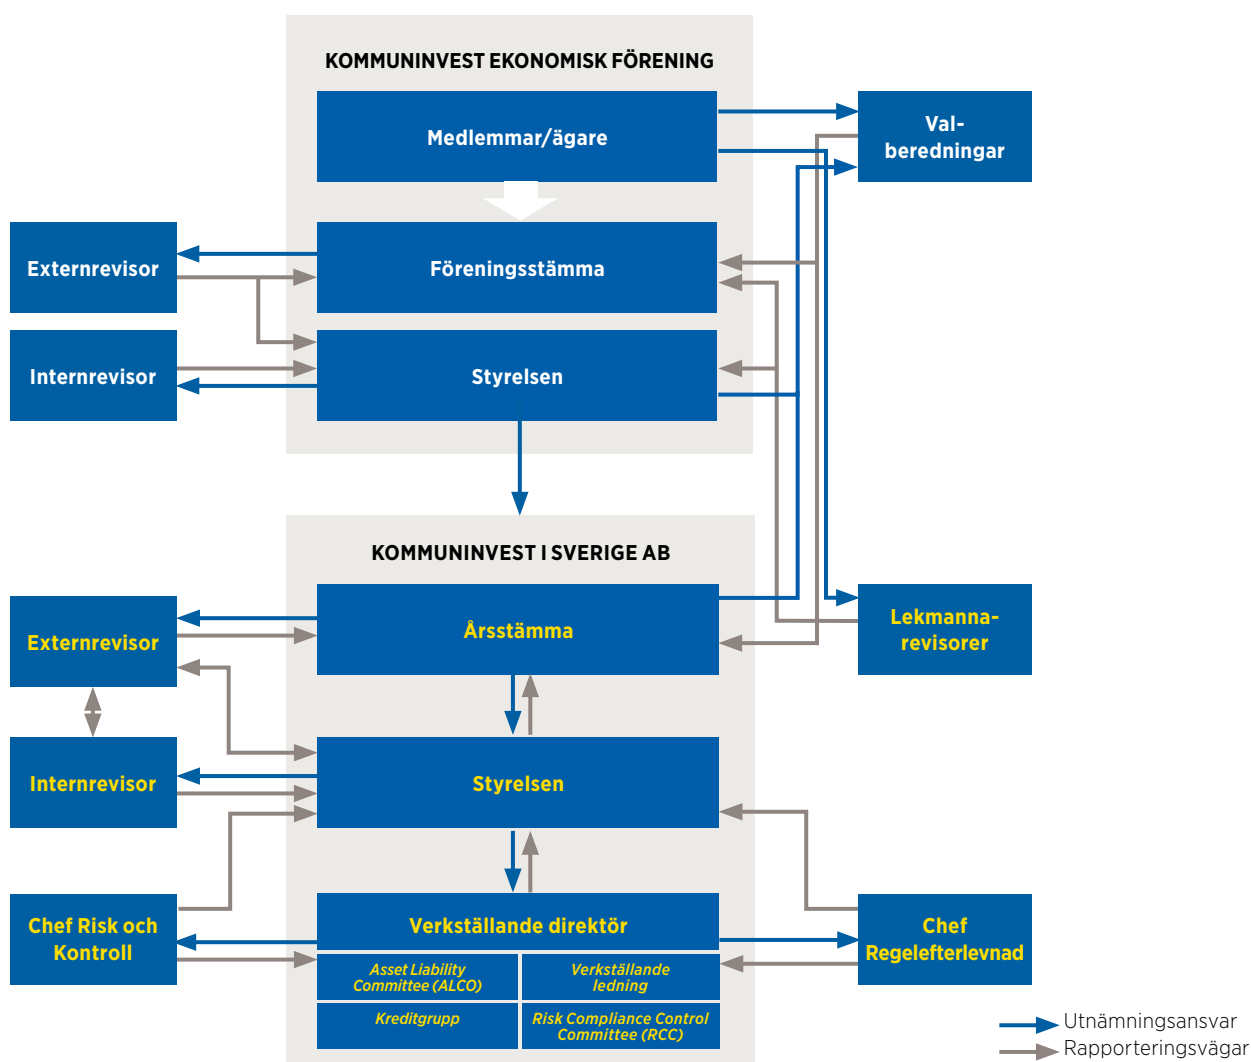 KOMMUNINVEST EKONOMISK FÖRENING
Medlemmar/ägare
Val-
beredningar
Externrevisor
Föreningsstämma
Internrevisor
Styrelsen
KOMMUNINVEST I SVERIGE AB
Externrevisor
Årsstämma
Lekmanna-
revisorer
Internrevisor
Styrelsen
Chef Risk och
Kontroll
Verkställande direktör
Chef
Regelefterlevnad
Asset Liability
Committee (ALCO)
Verkställande
ledning
Kreditgrupp
Risk Compliance Control
Committee (RCC)
Utnämningsansvar
Rapporteringsvägar